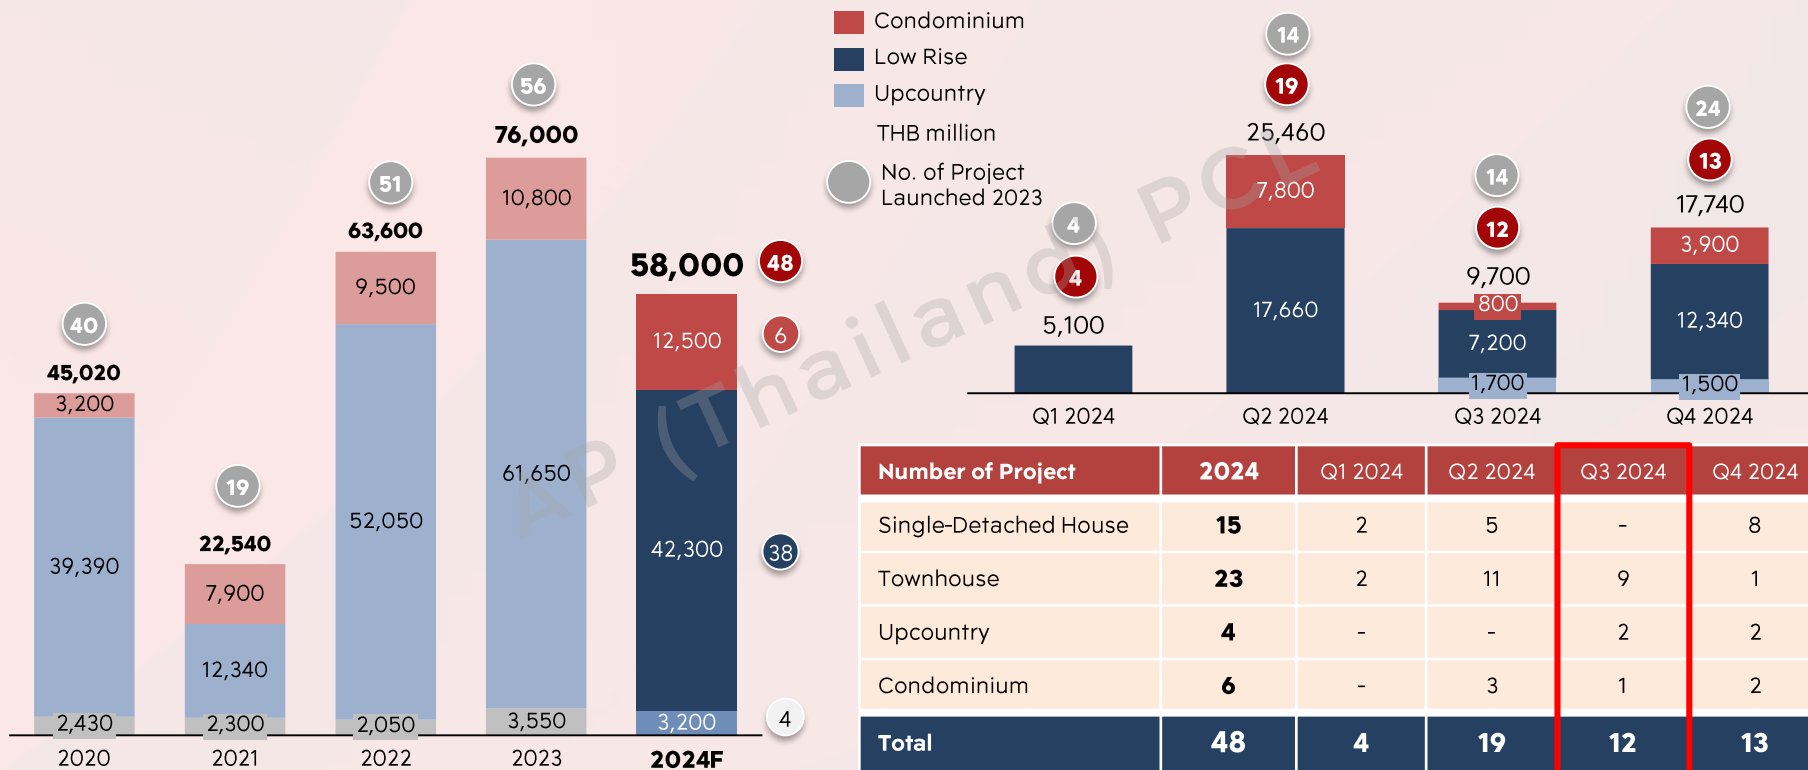 56
76,000
10,800
61,650
3,550
2023
51
63,600
9,500
52,050
2,050
2022
40
45,020
3,200
39,390
2,430
2020
19
22,540
7,900
12,340
2,300
2021
58,000
48
12,500
6
42,300
38
3,200
4
2024F
Condominium
Low Rise
Upcountry
THB million
No. of Project
Launched 2023
4
4
5,100
Q1 2024
14
19
25,460
7,800
17,660
Q2 2024
14
12
9,700
800
7,200
1,700
Q3 2024
24
13
17,740
3,900
12,340
1,500
Q4 2024
AP (Thailand) PCL
Number of Project 2024 Q1 2024 Q2 2024 Q3 2024 Q4 2024
Single-Detached House 15 2 5 - 8
Townhouse 23 2 11 9 1
Upcountry 4 - - 2 2
Condominium 6 - 3 1 2
Total 48 4 19 12 13